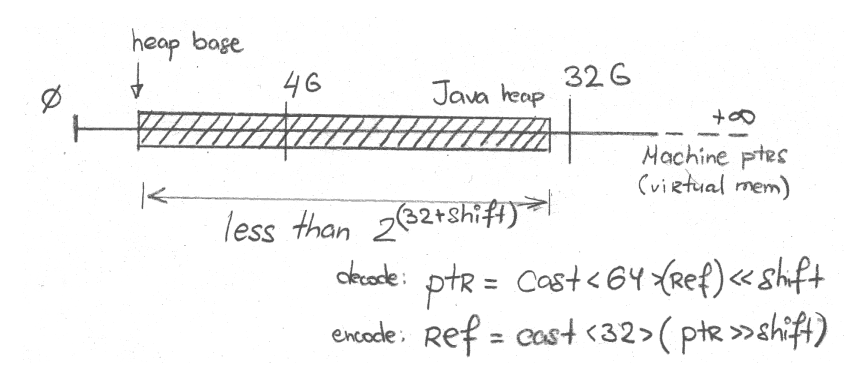 heap base
Ø
4G
Java heap
32G
+∞
Machine ptrs
(virtual mem)
less than 2^(32+shift)
decode: ptr = cast<64>(ref) << shift
encode: ref = cast<32>(ptr >> shift)